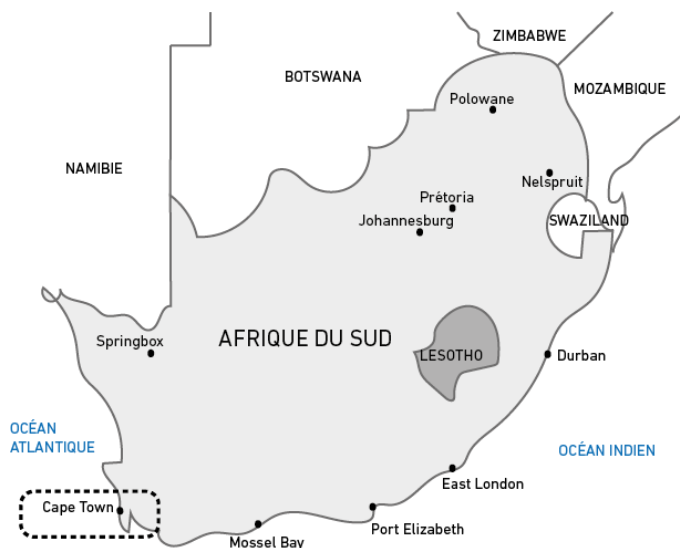 ZIMBABWE
BOTSWANA
MOZAMBIQUE
Polowane
NAMIBIE
Nelspruit
Prétoria
Johannesburg
SWAZILAND
AFRIQUE DU SUD
Springbox
LESOTHO
Durban
OCÉAN
ATLANTIQUE
OCÉAN INDIEN
East London
Cape Town
Port Elizabeth
Mossel Bay